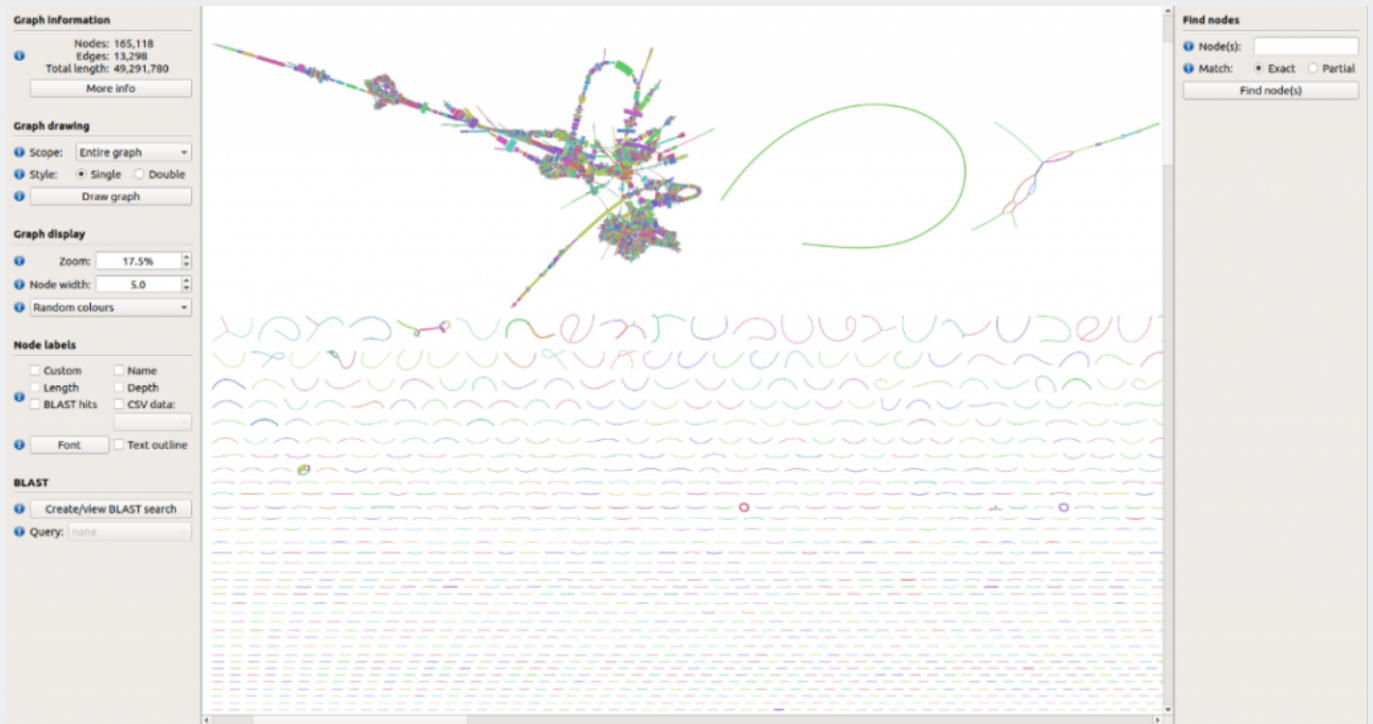 Graph information
Nodes: 165,118
Edges: 13,298
Total length: 49,291,780
More info
Graph drawing
Scope: Entire graph
Style: Single Double
Draw graph
Graph display
Zoom: 17.5%
Node width: 5.0
Random colours
Node labels
Custom Name
Length Depth
BLAST hits CSV data:
Font Text outline
BLAST
Create/view BLAST search
Query: none
Find nodes
Node(s):
Match: Exact Partial
Find node(s)